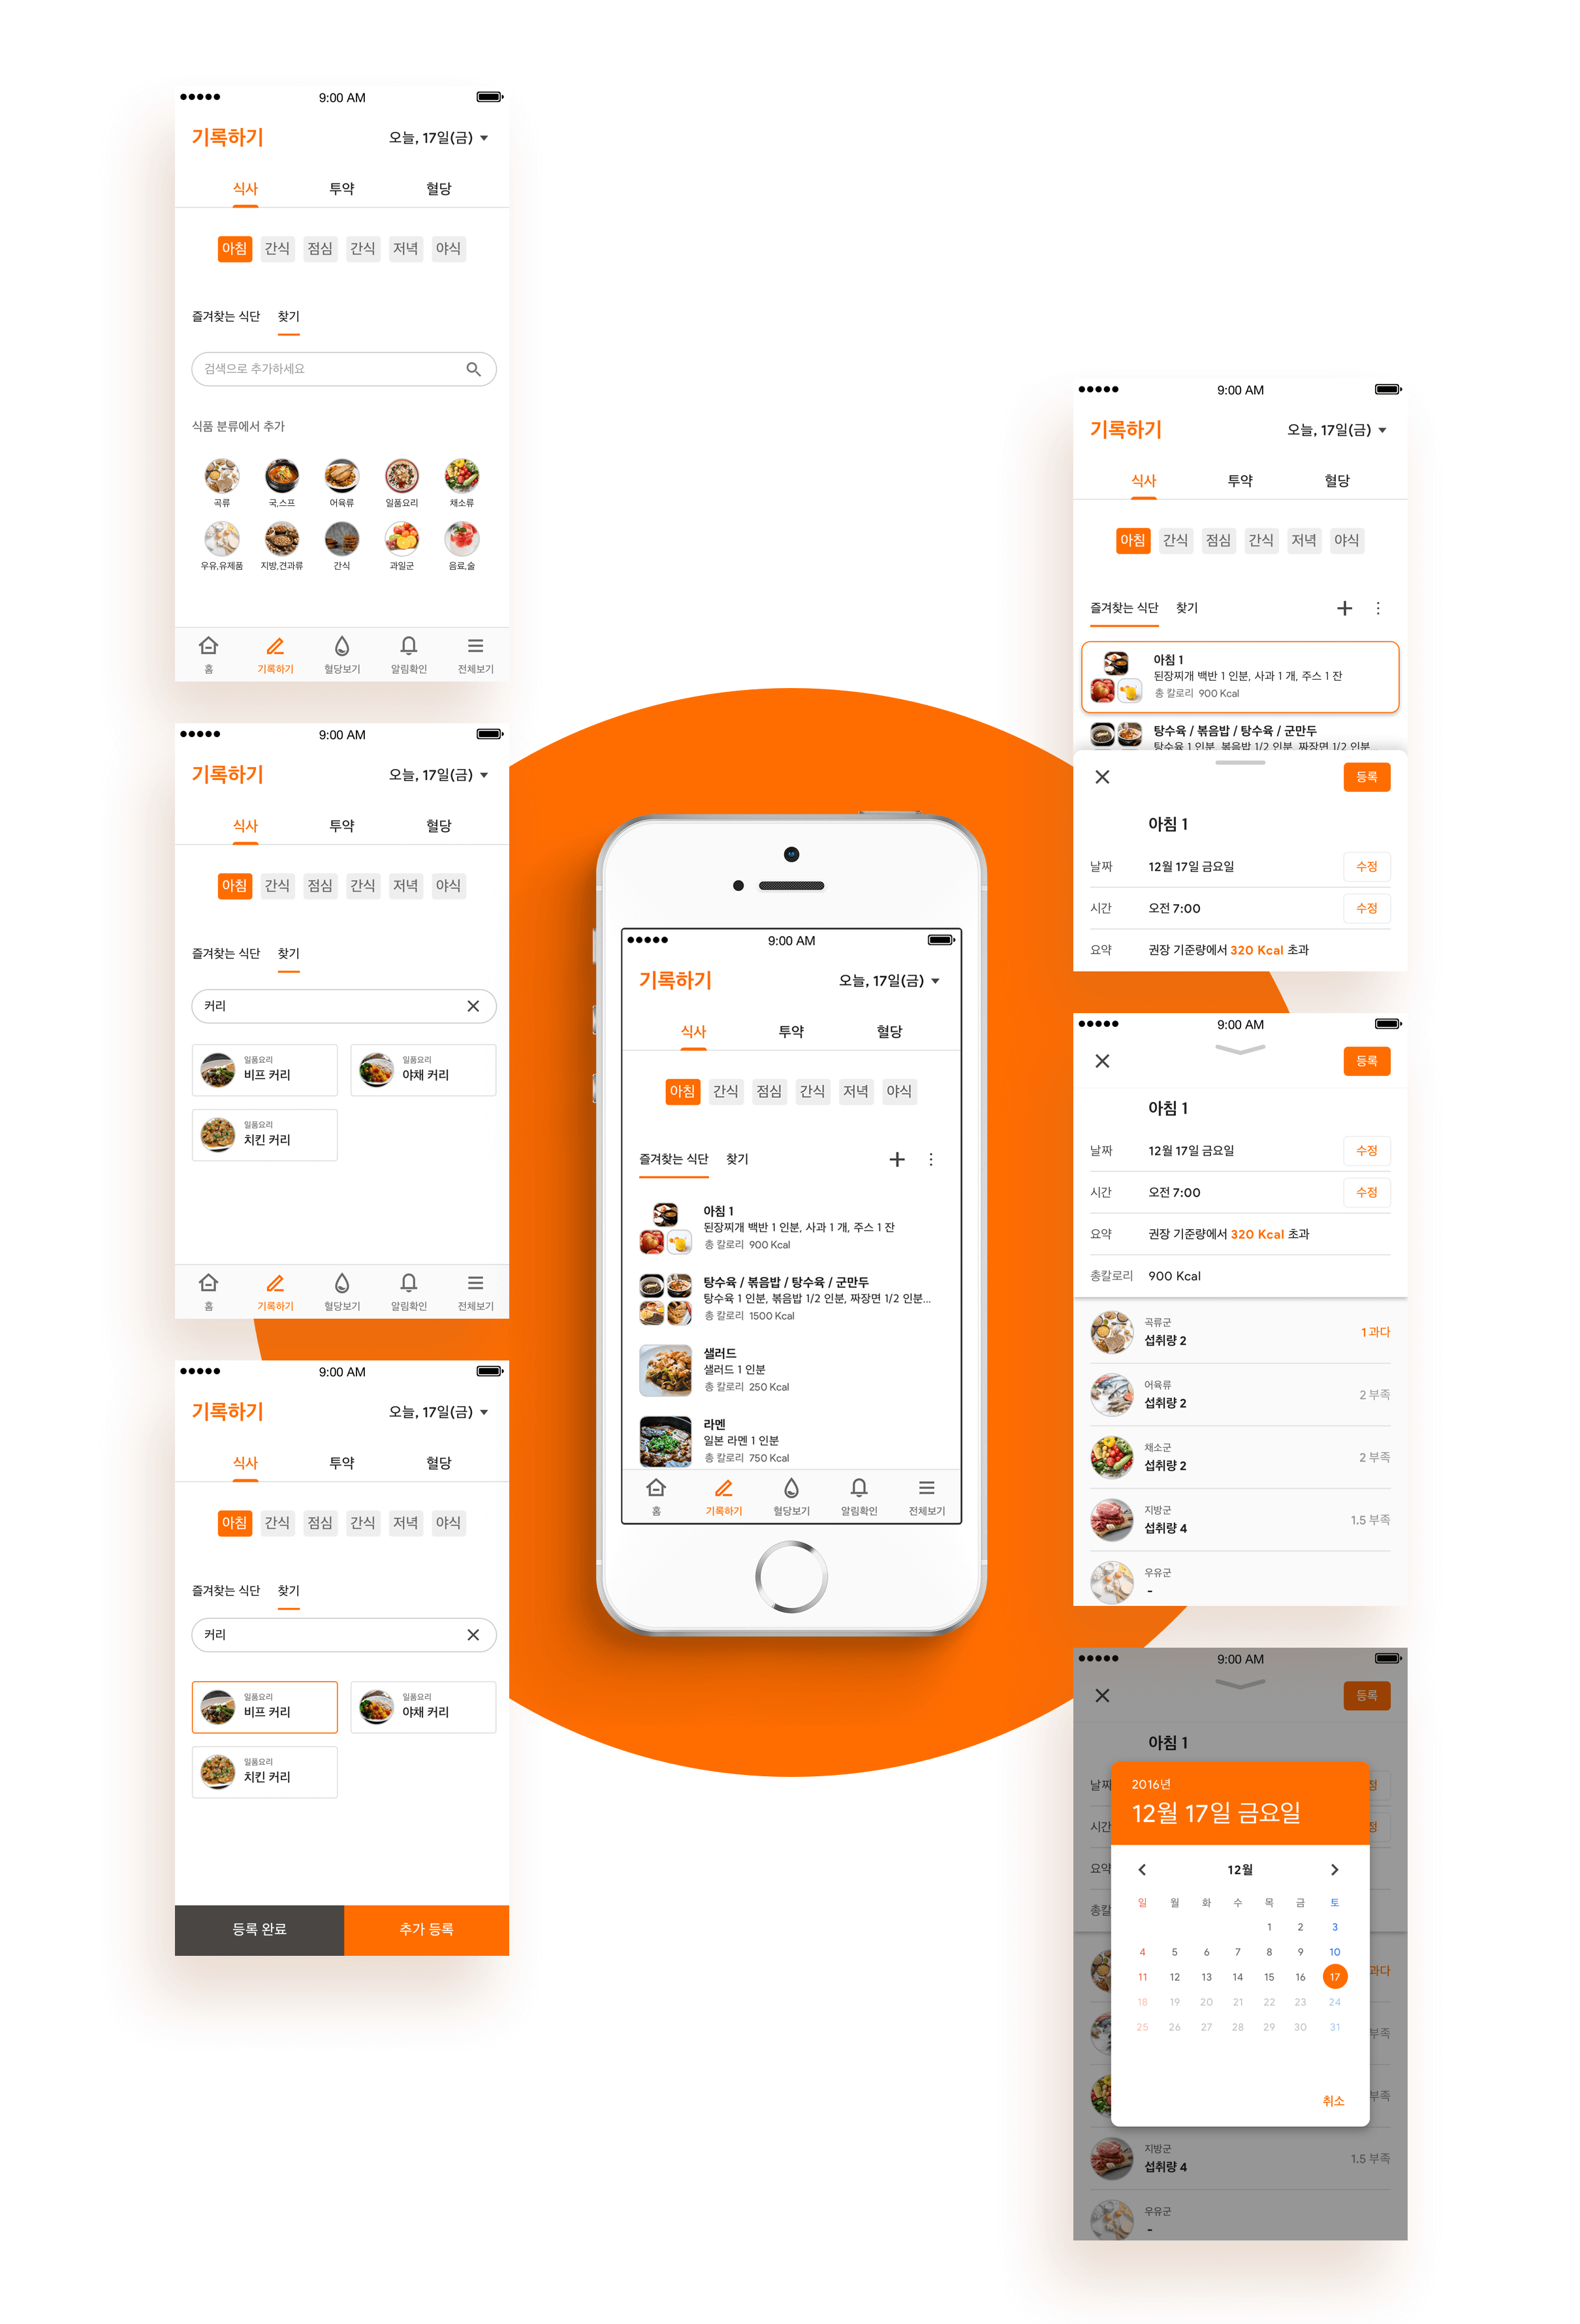 9:00 AM
기록하기
오늘, 17일(금)
식사 투약 혈당
아침 간식 점심 간식 저녁 야식
즐겨찾는 식단 찾기
검색으로 추가하세요
식품 분류에서 추가
곡류 국,스프 어육류 일품요리 채소류
우유,유제품 지방,견과류 간식 과일군 음료,술
홈 기록하기 혈당보기 알림확인 전체보기
9:00 AM
기록하기
오늘, 17일(금)
식사 투약 혈당
아침 간식 점심 간식 저녁 야식
즐겨찾는 식단 찾기
커리
일품요리
비프 커리
일품요리
야채 커리
일품요리
치킨 커리
홈 기록하기 혈당보기 알림확인 전체보기
9:00 AM
기록하기
오늘, 17일(금)
식사 투약 혈당
아침 간식 점심 간식 저녁 야식
즐겨찾는 식단 찾기
커리
일품요리
비프 커리
일품요리
야채 커리
일품요리
치킨 커리
등록 완료 추가 등록
9:00 AM
기록하기
오늘, 17일(금)
식사 투약 혈당
아침 간식 점심 간식 저녁 야식
즐겨찾는 식단 찾기
아침 1
된장찌개 백반 1 인분, 사과 1 개, 주스 1 잔
총 칼로리 900 Kcal
탕수육 / 볶음밥 / 탕수육 / 군만두
탕수육 1 인분, 볶음밥 1/2 인분, 짜장면 1/2 인분...
총 칼로리 1500 Kcal
샐러드
샐러드 1 인분
총 칼로리 250 Kcal
라멘
일본 라멘 1 인분
총 칼로리 750 Kcal
홈 기록하기 혈당보기 알림확인 전체보기
9:00 AM
기록하기
오늘, 17일(금)
식사 투약 혈당
아침 간식 점심 간식 저녁 야식
즐겨찾는 식단 찾기
아침 1
된장찌개 백반 1 인분, 사과 1 개, 주스 1 잔
총 칼로리 900 Kcal
탕수육 / 볶음밥 / 탕수육 / 군만두
탕수육 1 인분, 볶음밥 1/2 인분, 짜장면 1/2 인분...
등록
아침 1
날짜 12월 17일 금요일 수정
시간 오전 7:00 수정
요약 권장 기준량에서 320 Kcal 초과
9:00 AM
등록
아침 1
날짜 12월 17일 금요일 수정
시간 오전 7:00 수정
요약 권장 기준량에서 320 Kcal 초과
총칼로리 900 Kcal
곡류군
섭취량 2 1 과다
어육류
섭취량 2 2 부족
채소군
섭취량 2 2 부족
지방군
섭취량 4 1.5 부족
우유군
-
9:00 AM
등록
아침 1
날짜
시간
요약
총칼
정
정
과다
부족
부족
2016년
12월 17일 금요일
12월
일 월 화 수 목 금 토
1 2 3
4 5 6 7 8 9 10
11 12 13 14 15 16 17
18 19 20 21 22 23 24
25 26 27 28 29 30 31
취소
지방군
섭취량 4 1.5 부족
우유군
-